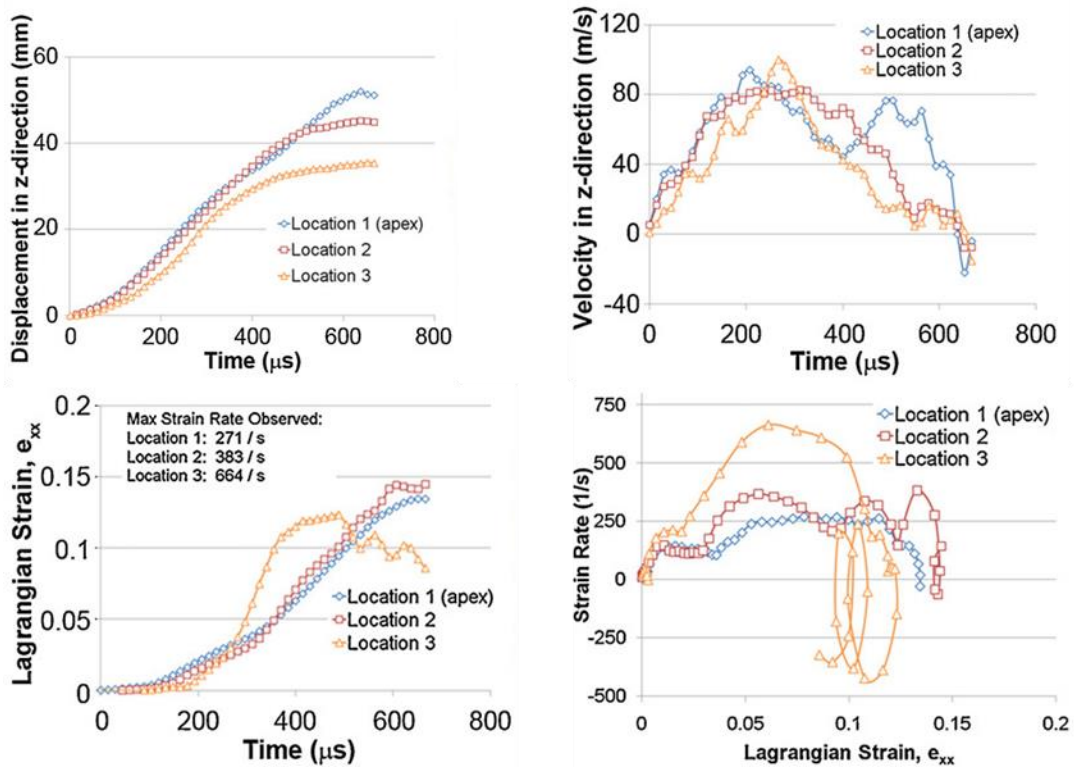 Displacement in z-direction (mm)
60
40
20
0
0 200 400 600 800
Time (μs)
Location 1 (apex)
Location 2
Location 3
Velocity in z-direction (m/s)
120
80
40
0
-40
0 200 400 600 800
Time (μs)
Location 1 (apex)
Location 2
Location 3
Lagrangian Strain, exx
0.2
0.15
0.1
0.05
0
Max Strain Rate Observed:
Location 1: 271 / s
Location 2: 383 / s
Location 3: 664 / s
Location 1 (apex)
Location 2
Location 3
0 200 400 600 800
Time (μs)
Strain Rate (1/s)
750
500
250
0
-250
-500
Location 1 (apex)
Location 2
Location 3
0 0.05 0.1 0.15 0.2
Lagrangian Strain, exx